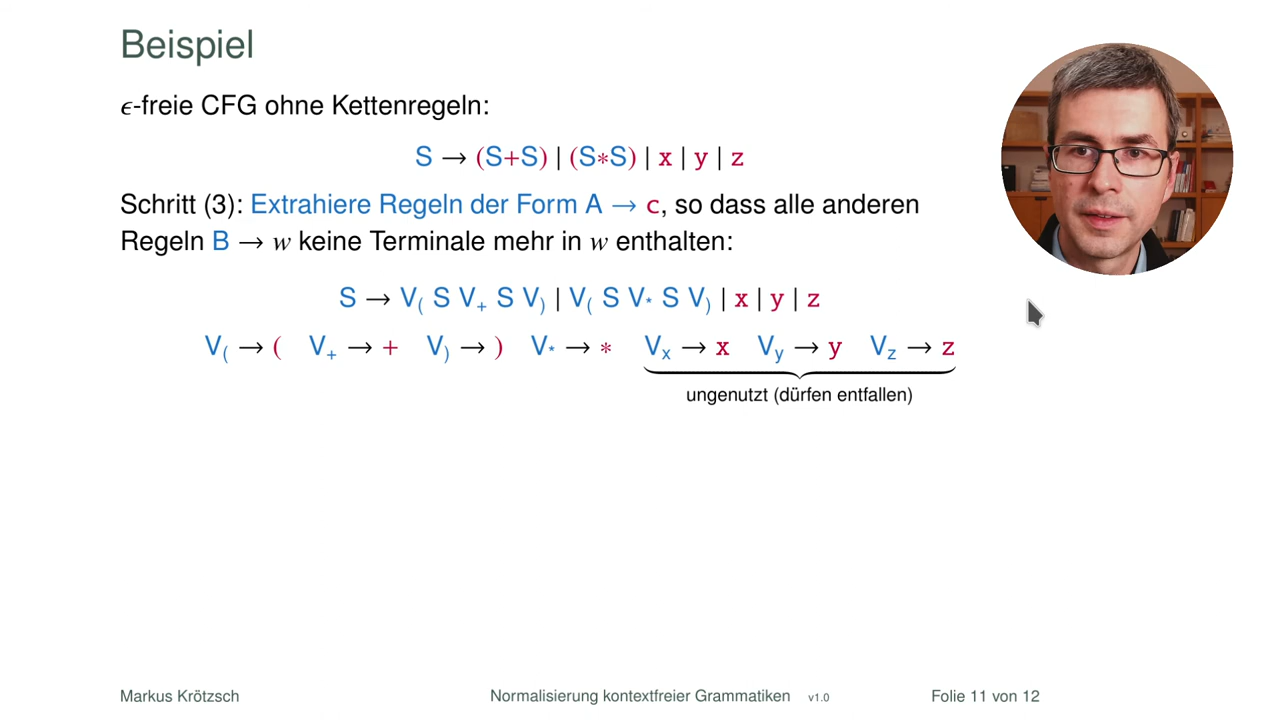 Beispiel
ϵ-freie CFG ohne Kettenregeln:
S → (S+S) | (S*S) | x | y | z
Schritt (3): Extrahiere Regeln der Form A → c, so dass alle anderen
Regeln B → w keine Terminale mehr in w enthalten:
S → V₍ S V₊ S V₎ | V₍ S V* S V₎ | x | y | z
V₍ → ( V₊ → + V₎ → ) V* → * Vx → x Vy → y Vz → z
ungenutzt (dürfen entfallen)
Markus Krötzsch Normalisierung kontextfreier Grammatiken v1.0 Folie 11 von 12